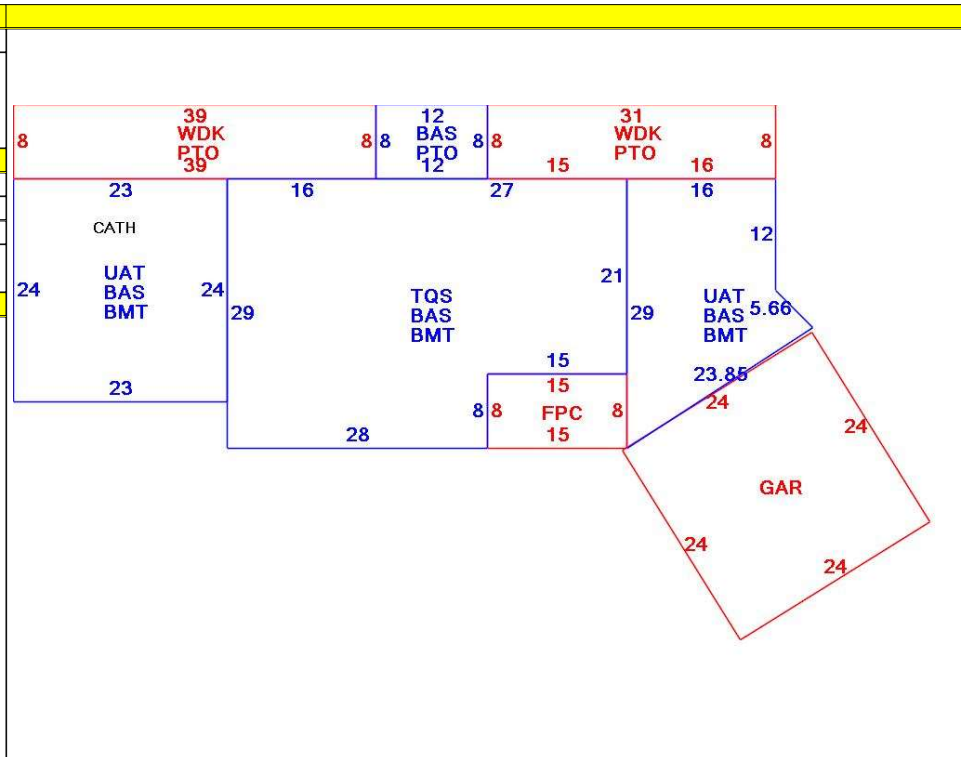 39
WDK
8 8
PTO
39
12
8 BAS 8
PTO
12
31
8 WDK 8
PTO
15 16
23
CATH
24 UAT 24
BAS
BMT
23
16 27
29
TQS
BAS
BMT
21
15
8
28
15
8 FPC 8
15
16
12
29
UAT
BAS 5.66
BMT
23.85
24
24
GAR
24
24